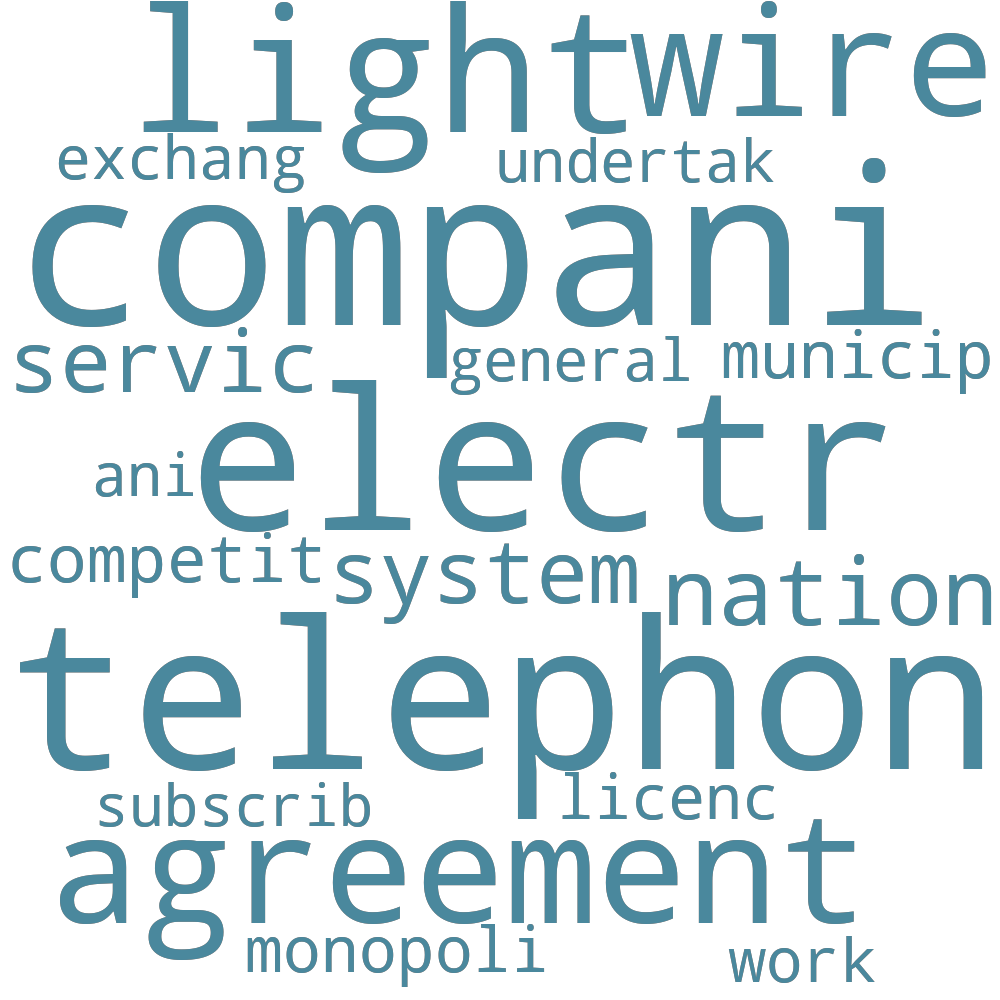 light wire
exchang undertak
compani
servic general municip
electr
ani
competit system nation
telephon
subscrib licenc
agreement
monopoli work